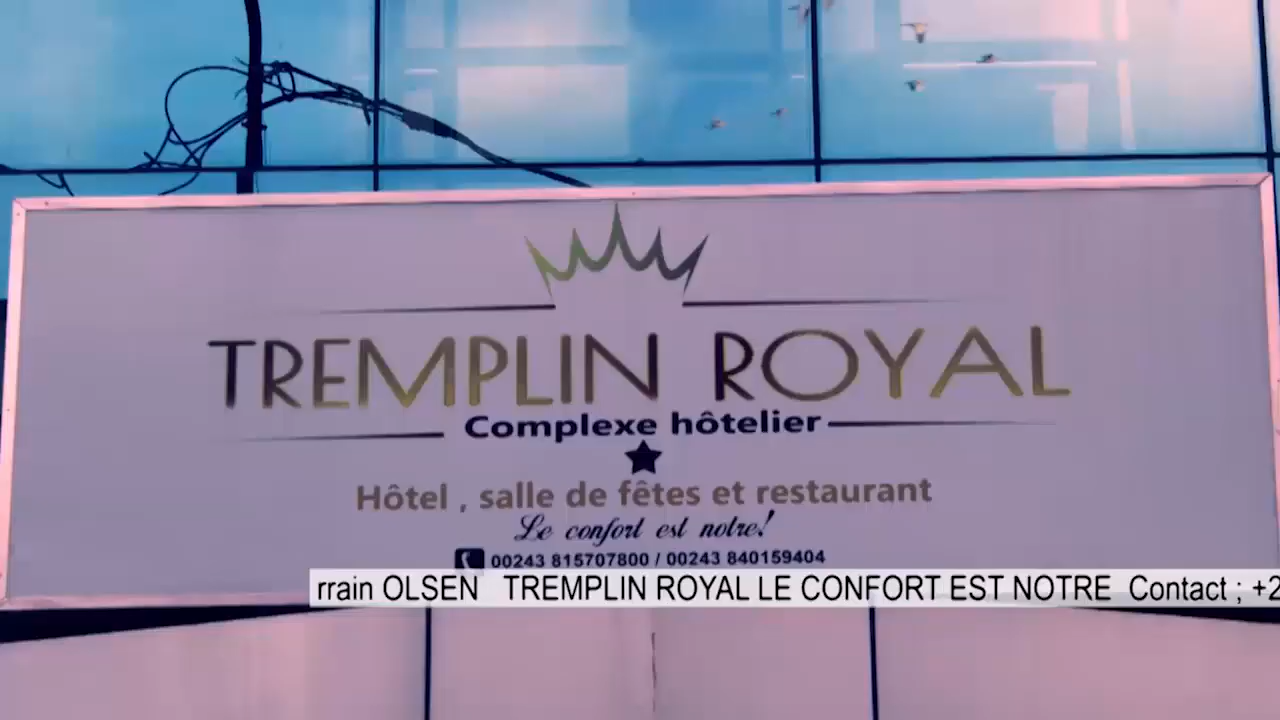 TREMPLIN ROYAL
Complexe hôtelier
Hôtel , salle de fêtes et restaurant
Le confort est notre!
00243 815707800 / 00243 840159404
rrain OLSEN TREMPLIN ROYAL LE CONFORT EST NOTRE Contact ; +2